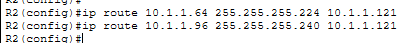 R2(config)#
R2(config)#ip route 10.1.1.64 255.255.255.224 10.1.1.121
R2(config)#ip route 10.1.1.96 255.255.255.240 10.1.1.121
R2(config)#